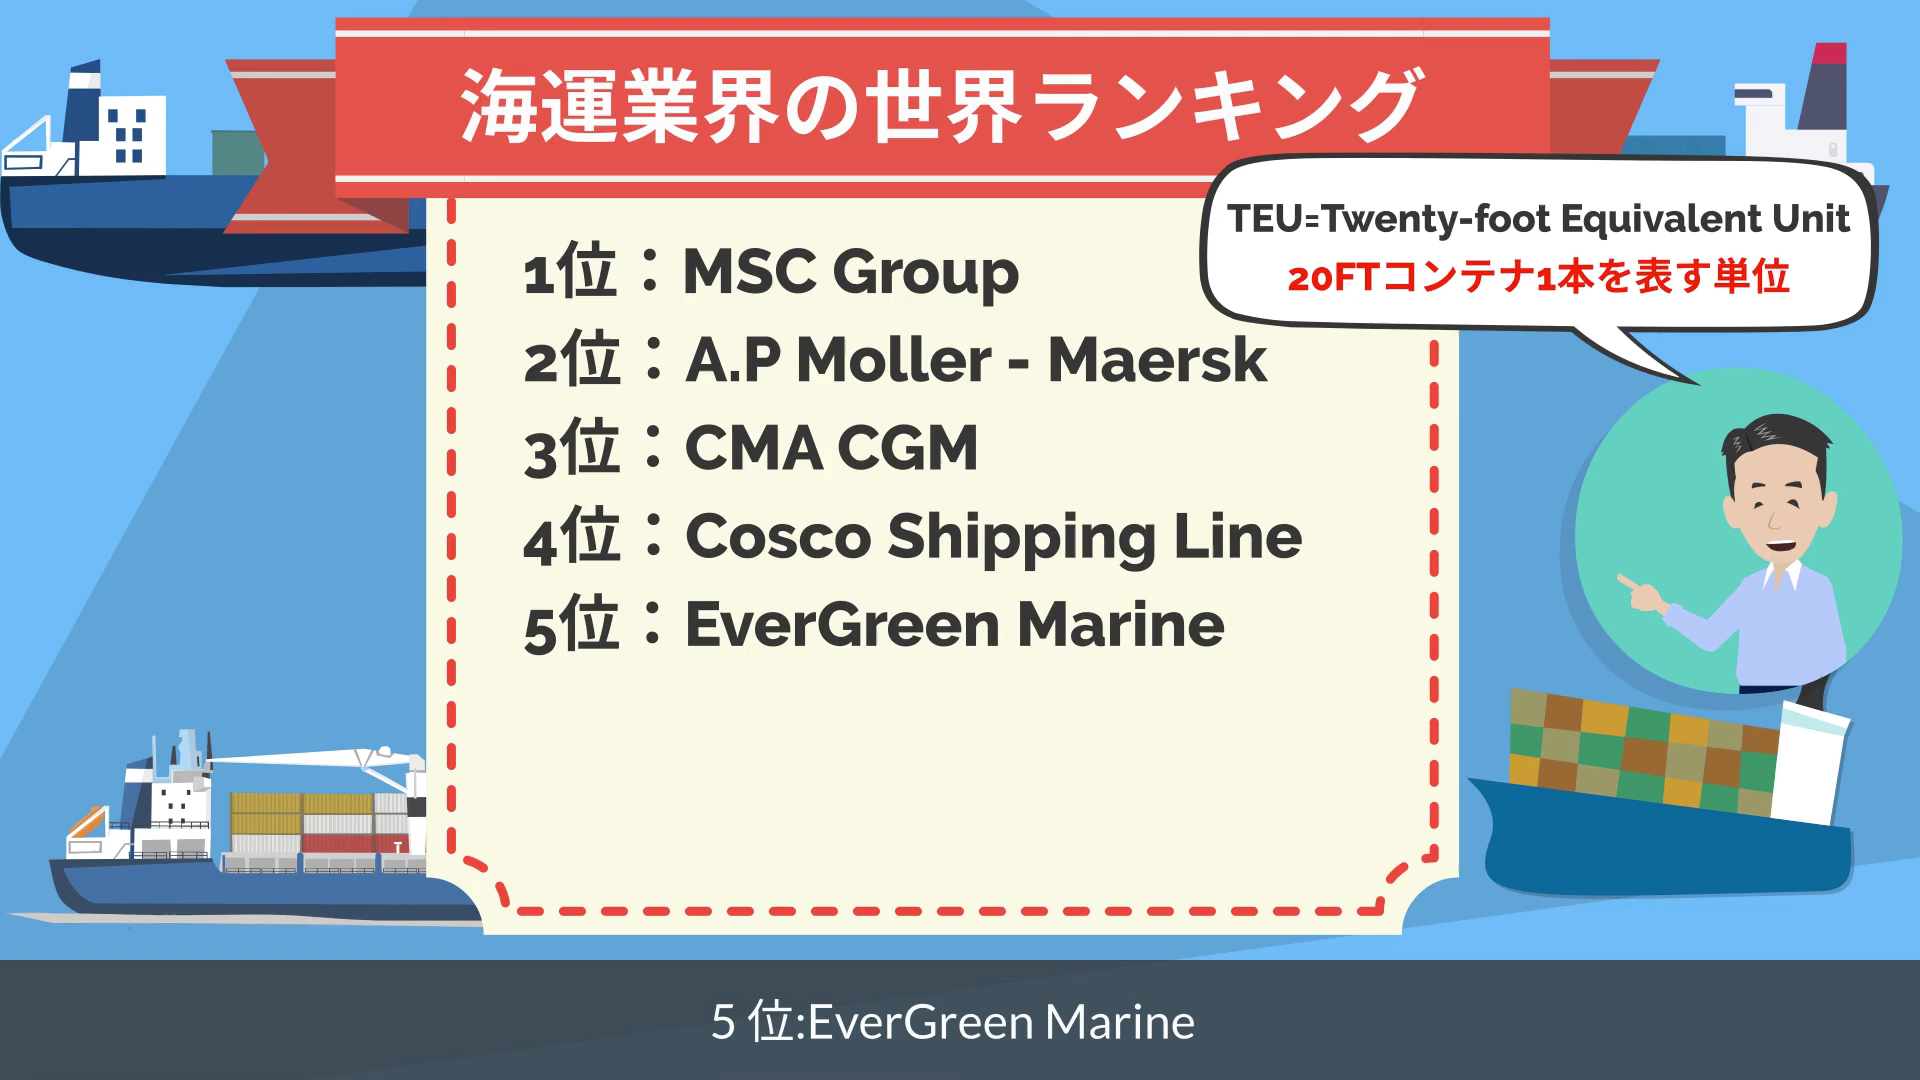 海運業界の世界ランキング
TEU=Twenty-foot Equivalent Unit
20FTコンテナ1本を表す単位
1位：MSC Group
2位：A.P Moller - Maersk
3位：CMA CGM
4位：Cosco Shipping Line
5位：EverGreen Marine
5 位:EverGreen Marine